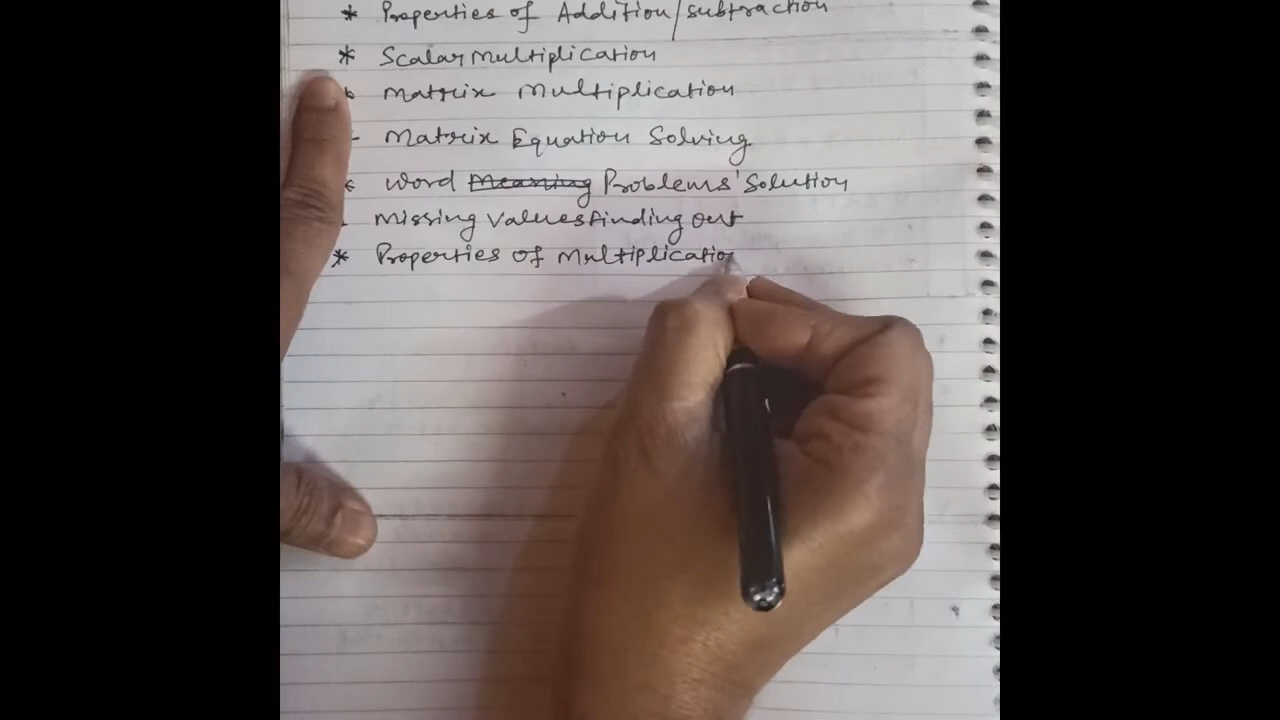 * Properties of Addition/subtraction
* Scalar Multiplication
* Matrix Multiplication
* Matrix Equation Solving
* Word Meaning Problems' Solution
* Missing Values finding out
* Properties of Multiplication